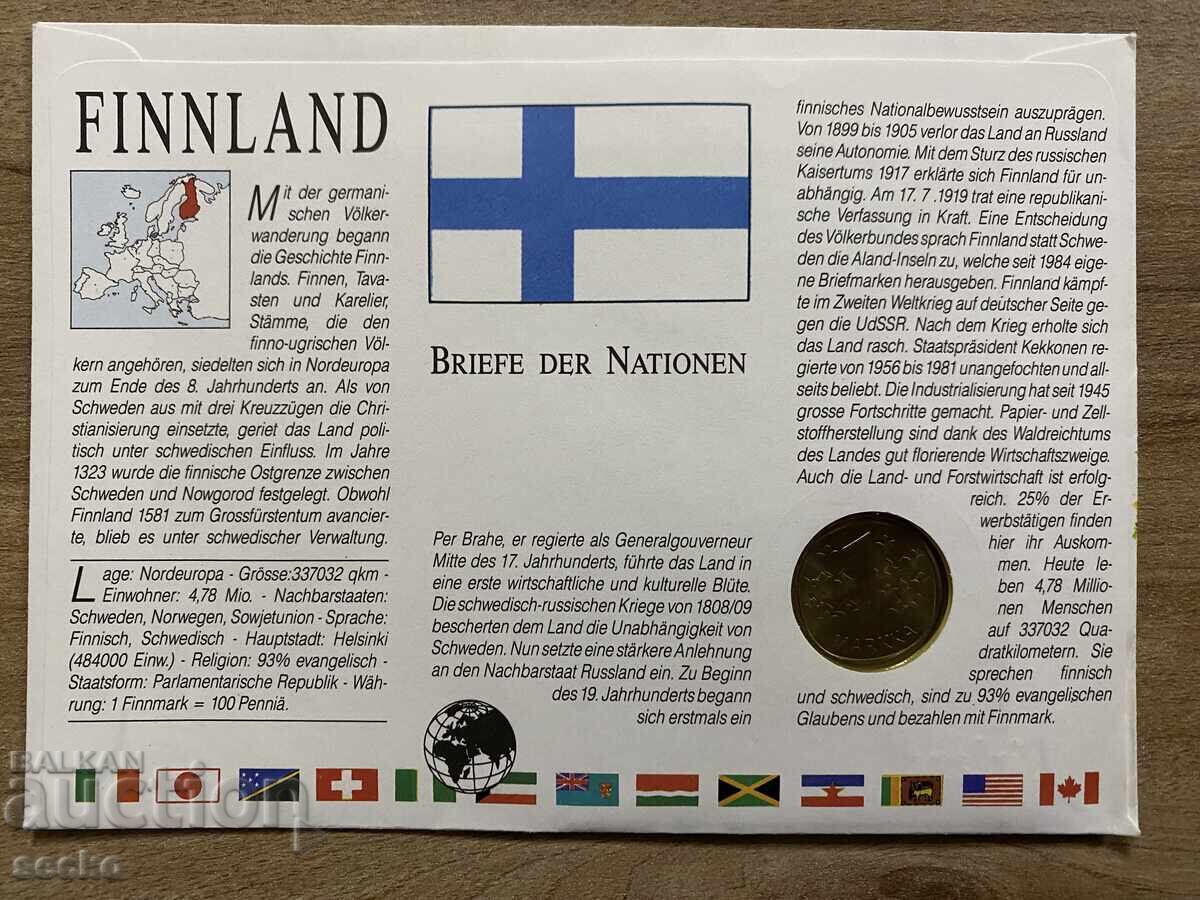 FINNLAND
Mit der germani-
schen Völker-
wanderung begann
die Geschichte Finn-
lands. Finnen, Tava-
sten und Karelier,
Stämme, die den
finno-ugrischen Völ-
kern angehören, siedelten sich in Nordeuropa
zum Ende des 8. Jahrhunderts an. Als von
Schweden aus mit drei Kreuzzügen die Chri-
stianisierung einsetzte, geriet das Land poli-
tisch unter schwedischen Einfluss. Im Jahre
1323 wurde die finnische Ostgrenze zwischen
Schweden und Nowgorod festgelegt. Obwohl
Finnland 1581 zum Grossfürstentum avancier-
te, blieb es unter schwedischer Verwaltung.
Lage: Nordeuropa - Grösse:337032 qkm -
Einwohner: 4,78 Mio. - Nachbarstaaten:
Schweden, Norwegen, Sowjetunion - Sprache:
Finnisch, Schwedisch - Hauptstadt: Helsinki
(484000 Einw.) - Religion: 93% evangelisch -
Staatsform: Parlamentarische Republik - Wäh-
rung: 1 Finnmark = 100 Penniä.
BRIEFE DER NATIONEN
Per Brahe, er regierte als Generalgouverneur
Mitte des 17. Jahrhunderts, führte das Land in
eine erste wirtschaftliche und kulturelle Blüte.
Die schwedisch-russischen Kriege von 1808/09
bescherten dem Land die Unabhängigkeit von
Schweden. Nun setzte eine stärkere Anlehnung
an den Nachbarstaat Russland ein. Zu Beginn
des 19. Jahrhunderts begann
sich erstmals ein
finnisches Nationalbewusstsein auszuprägen.
Von 1899 bis 1905 verlor das Land an Russland
seine Autonomie. Mit dem Sturz des russischen
Kaisertums 1917 erklärte sich Finnland für un-
abhängig. Am 17. 7 .1919 trat eine republikani-
sche Verfassung in Kraft. Eine Entscheidung
des Völkerbundes sprach Finnland statt Schwe-
den die Aland-Inseln zu, welche seit 1984 eige-
ne Briefmarken herausgeben. Finnland kämpf-
te im Zweiten Weltkrieg auf deutscher Seite ge-
gen die UdSSR. Nach dem Krieg erholte sich
das Land rasch. Staatspräsident Kekkonen re-
gierte von 1956 bis 1981 unangefochten und all-
seits beliebt. Die Industrialisierung hat seit 1945
grosse Fortschritte gemacht. Papier- und Zell-
stoffherstellung sind dank des Waldreichtums
des Landes gut florierende Wirtschaftszweige.
Auch die Land- und Forstwirtschaft ist erfolg-
reich. 25% der Er-
werbstätigen finden
hier ihr Auskom-
men. Heute le-
ben 4,78 Millio-
nen Menschen
auf 337032 Qua-
dratkilometern. Sie
sprechen finnisch
und schwedisch, sind zu 93% evangelischen
Glaubens und bezahlen mit Finnmark.
1
MARKKA
BALKAN
auction
secko